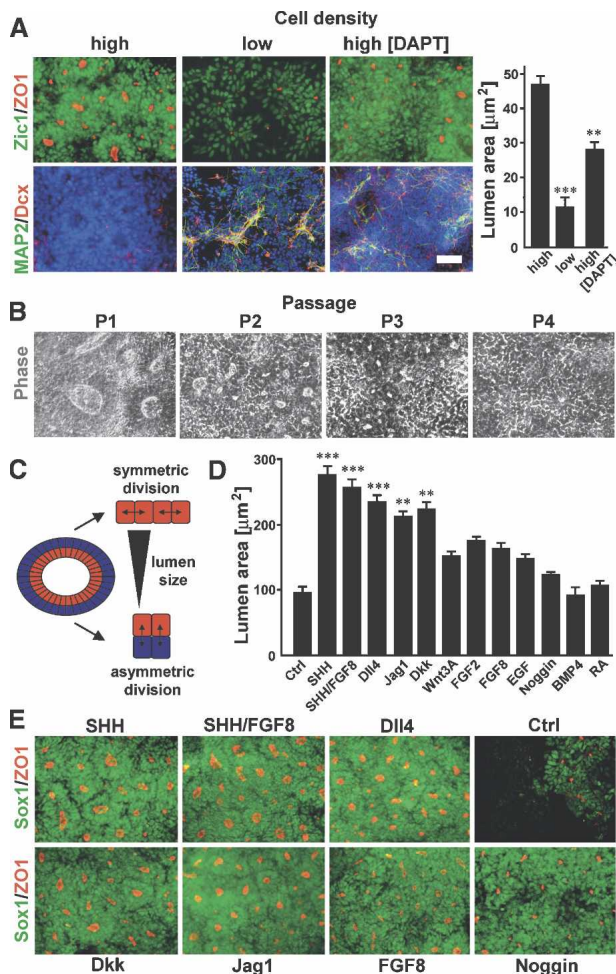 A
Cell density
high
low
high [DAPT]
Zic1/ZO1
MAP2/Dcx
Lumen area [μm²]
50
40
30
20
10
0
***
**
high
low
high [DAPT]
B
Passage
P1
P2
P3
P4
Phase
C
symmetric
division
lumen
size
asymmetric
division
D
Lumen area [μm²]
300
200
100
0
***
***
***
**
**
Ctrl
SHH
SHH/FGF8
Dll4
Jag1
Dkk
Wnt3A
FGF2
FGF8
EGF
Noggin
BMP4
RA
E
SHH
SHH/FGF8
Dll4
Ctrl
Sox1/ZO1
Sox1/ZO1
Dkk
Jag1
FGF8
Noggin